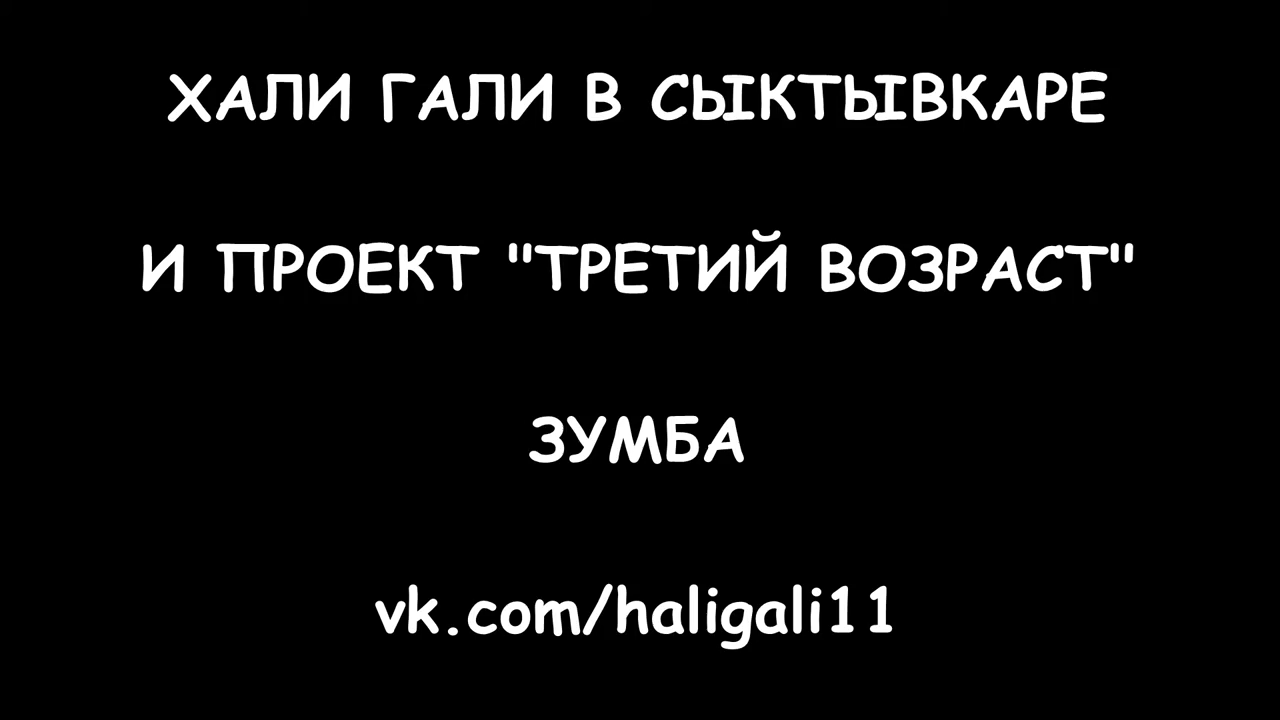 ХАЛИ ГАЛИ В СЫКТЫВКАРЕ
И ПРОЕКТ "ТРЕТИЙ ВОЗРАСТ"
ЗУМБА
vk.com/haligali11